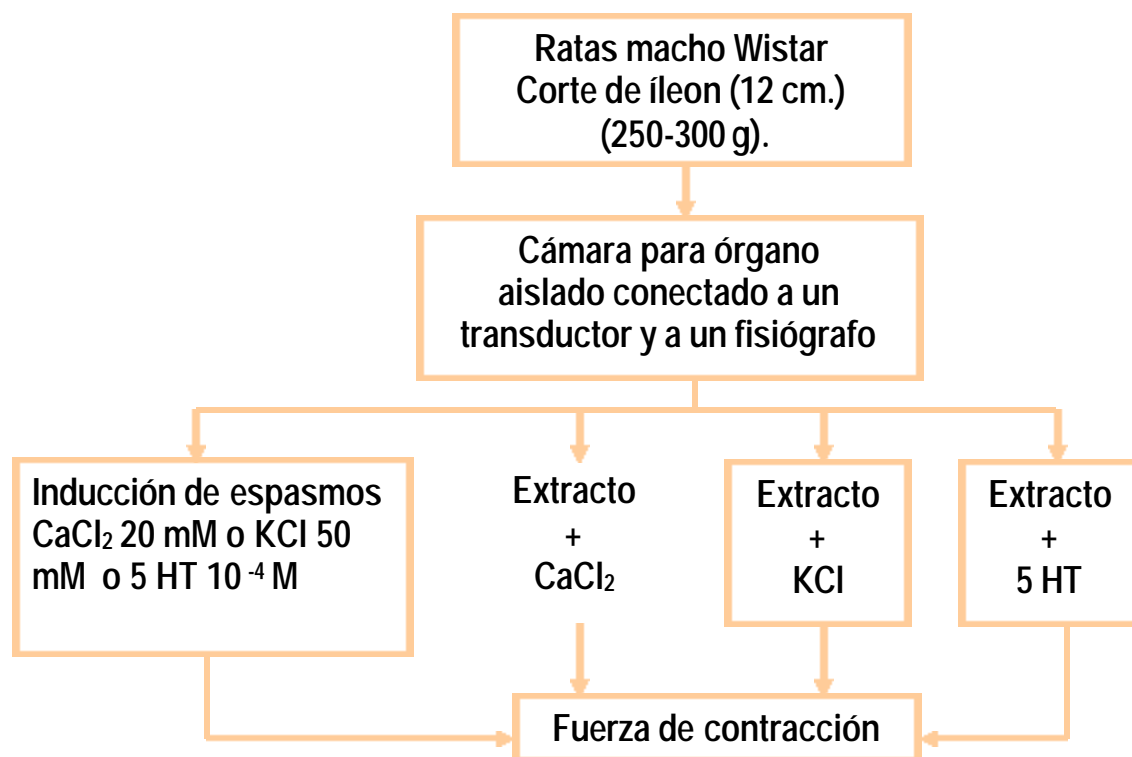 Ratas macho Wistar
Corte de íleon (12 cm.)
(250-300 g).
Cámara para órgano
aislado conectado a un
transductor y a un fisiógrafo
Inducción de espasmos
CaCl₂ 20 mM o KCl 50
mM o 5 HT 10 ⁻⁴ M
Extracto
+
CaCl₂
Extracto
+
KCl
Extracto
+
5 HT
Fuerza de contracción